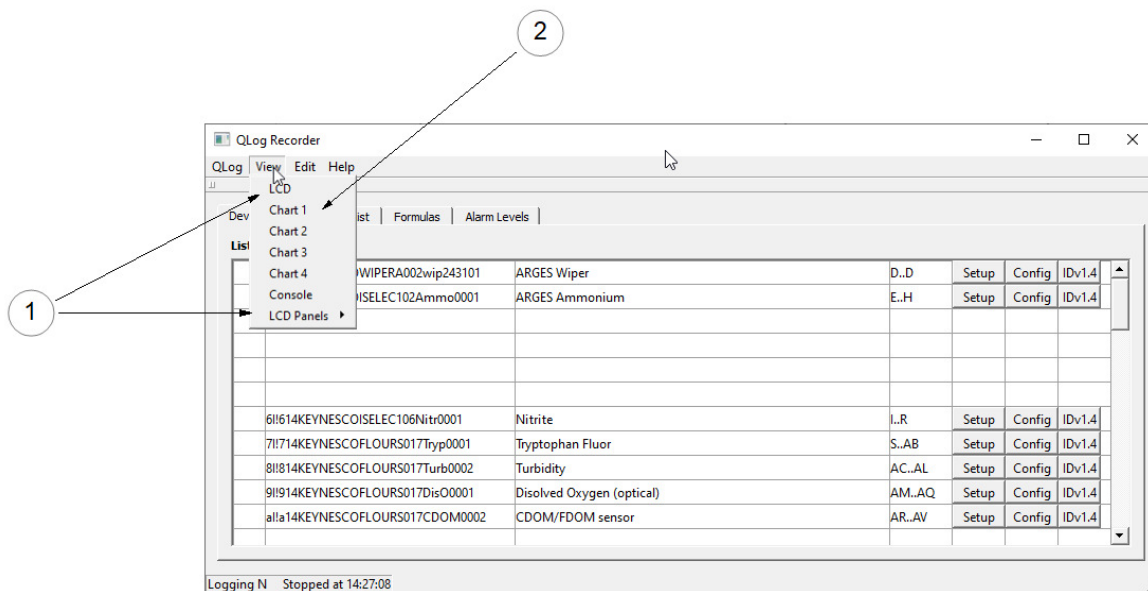 2
QLog Recorder
QLog View Edit Help
LCD
Chart 1
Chart 2
Chart 3
Chart 4
Console
LCD Panels
1
Dev ist Formulas Alarm Levels
List
WIPERA002wip243101 ARGES Wiper D..D Setup Config IDv1.4
ISELEC102Ammo0001 ARGES Ammonium E..H Setup Config IDv1.4
6I!614KEYNESCOISELEC106Nitr0001 Nitrite I..R Setup Config IDv1.4
7I!714KEYNESCOFLOURS017Tryp0001 Tryptophan Fluor S..AB Setup Config IDv1.4
8I!814KEYNESCOFLOURS017Turb0002 Turbidity AC..AL Setup Config IDv1.4
9I!914KEYNESCOFLOURS017DisO0001 Disolved Oxygen (optical) AM..AQ Setup Config IDv1.4
aI!a14KEYNESCOFLOURS017CDOM0002 CDOM/FDOM sensor AR..AV Setup Config IDv1.4
Logging N Stopped at 14:27:08